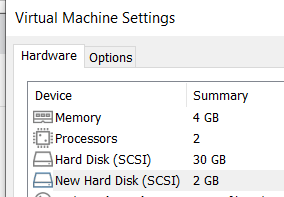 Virtual Machine Settings
Hardware Options
Device Summary
Memory 4 GB
Processors 2
Hard Disk (SCSI) 30 GB
New Hard Disk (SCSI) 2 GB